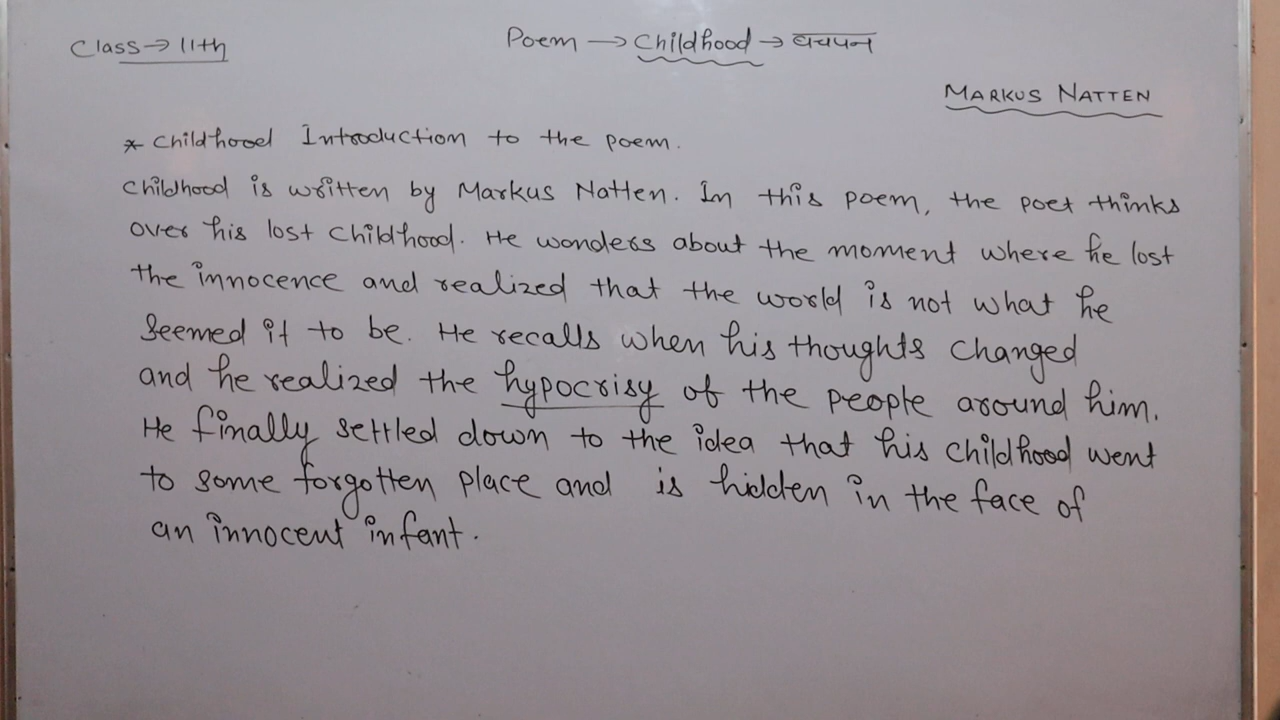 Class → 11th
Poem → Childhood → बचपन
MARKUS NATTEN
* Childhood Introduction to the poem.
Childhood is written by Markus Natten. In this poem, the poet thinks
over his lost childhood. He wonders about the moment where he lost
the innocence and realized that the world is not what he
seemed it to be. He recalls when his thoughts changed
and he realized the hypocrisy of the people around him.
He finally settled down to the idea that his childhood went
to some forgotten place and is hidden in the face of
an innocent infant.